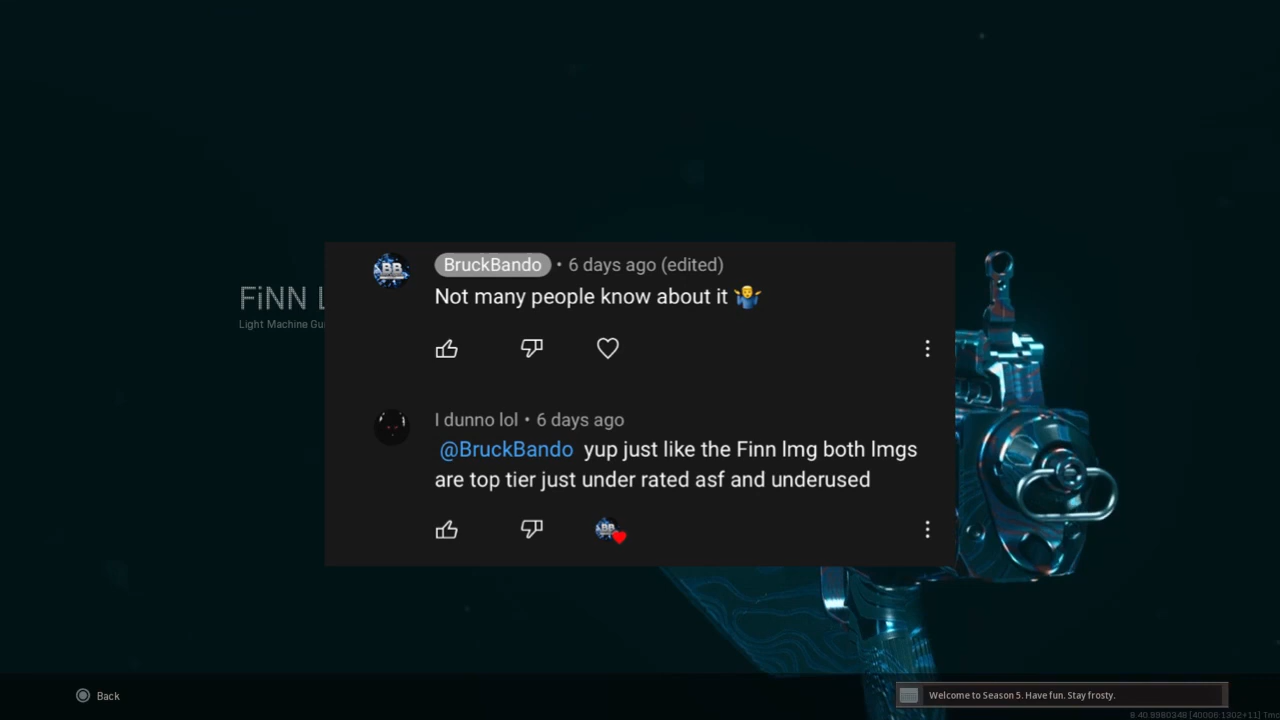 FiNN L
Light Machine Gu
BB
BruckBando • 6 days ago (edited)
Not many people know about it 🤷‍♂️
I dunno lol • 6 days ago
@BruckBando yup just like the Finn lmg both lmgs
are top tier just under rated asf and underused
BB
Back
Welcome to Season 5. Have fun. Stay frosty.